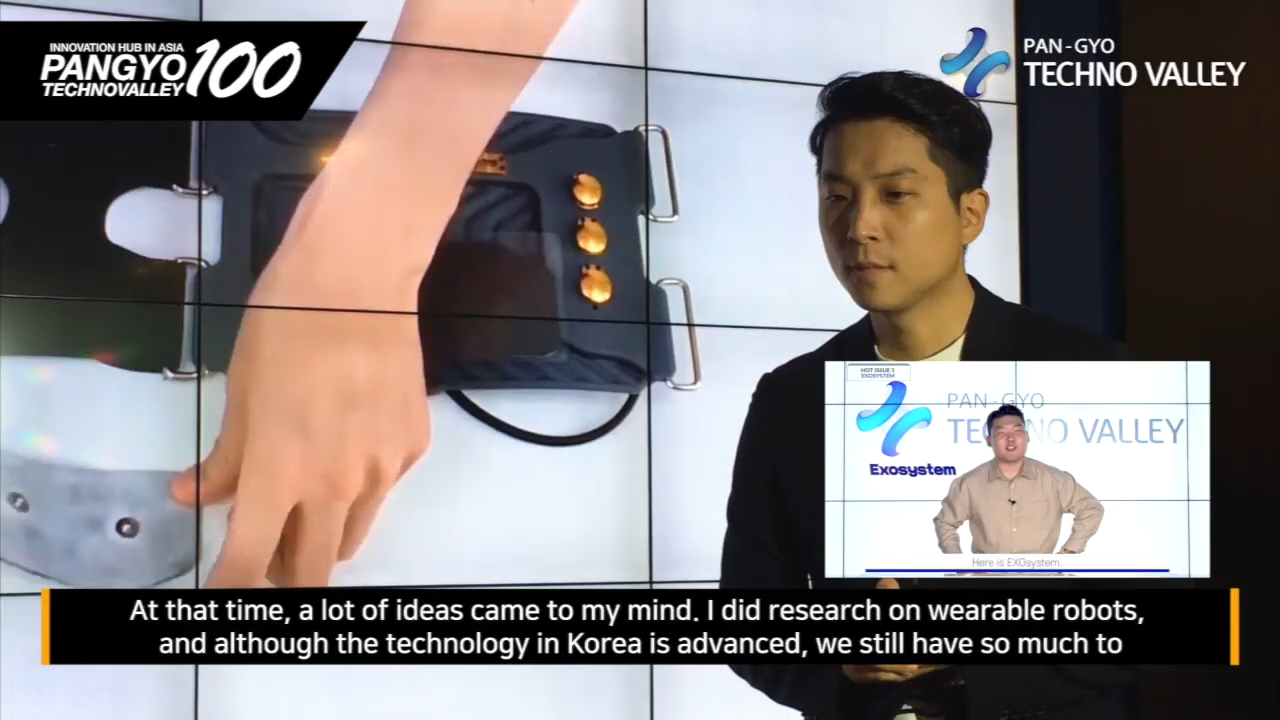 INNOVATION HUB IN ASIA
PANGYO 100
TECHNOVALLEY
PAN-GYO
TECHNO VALLEY
HOT ISSUE 5
EXOSYSTEM
PAN-GYO
TECHNO VALLEY
Exosystem
Here is EXOsystem.
At that time, a lot of ideas came to my mind. I did research on wearable robots,
and although the technology in Korea is advanced, we still have so much to